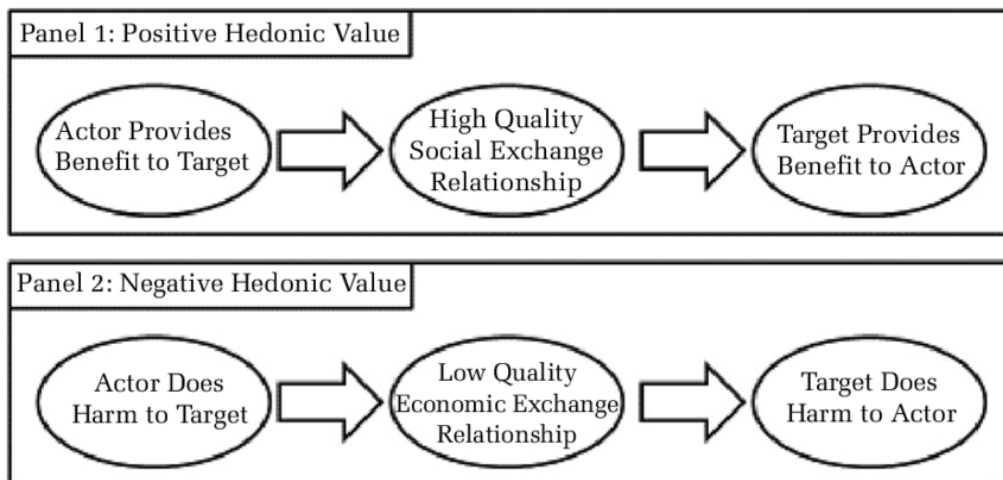 Panel 1: Positive Hedonic Value
Actor Provides
Benefit to Target
High Quality
Social Exchange
Relationship
Target Provides
Benefit to Actor
Panel 2: Negative Hedonic Value
Actor Does
Harm to Target
Low Quality
Economic Exchange
Relationship
Target Does
Harm to Actor